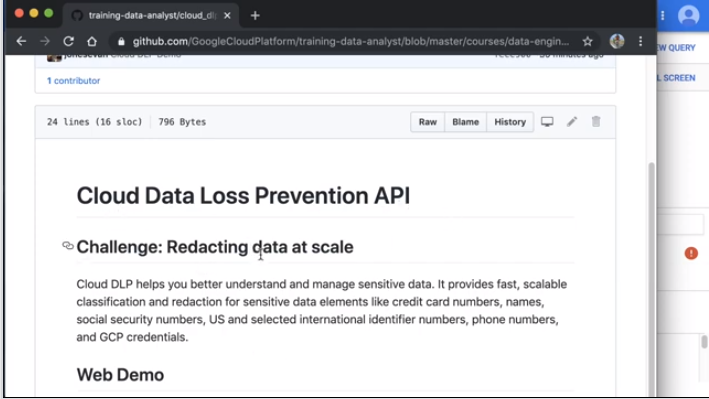 training-data-analyst/cloud_dl
github.com/GoogleCloudPlatform/training-data-analyst/blob/master/courses/data-engin...
EW QUERY
L SCREEN
jonesevan Cloud DLP Demo
30 minutes ago
1 contributor
24 lines (16 sloc) 796 Bytes
Raw Blame History
Cloud Data Loss Prevention API
Challenge: Redacting data at scale
Cloud DLP helps you better understand and manage sensitive data. It provides fast, scalable
classification and redaction for sensitive data elements like credit card numbers, names,
social security numbers, US and selected international identifier numbers, phone numbers,
and GCP credentials.
Web Demo